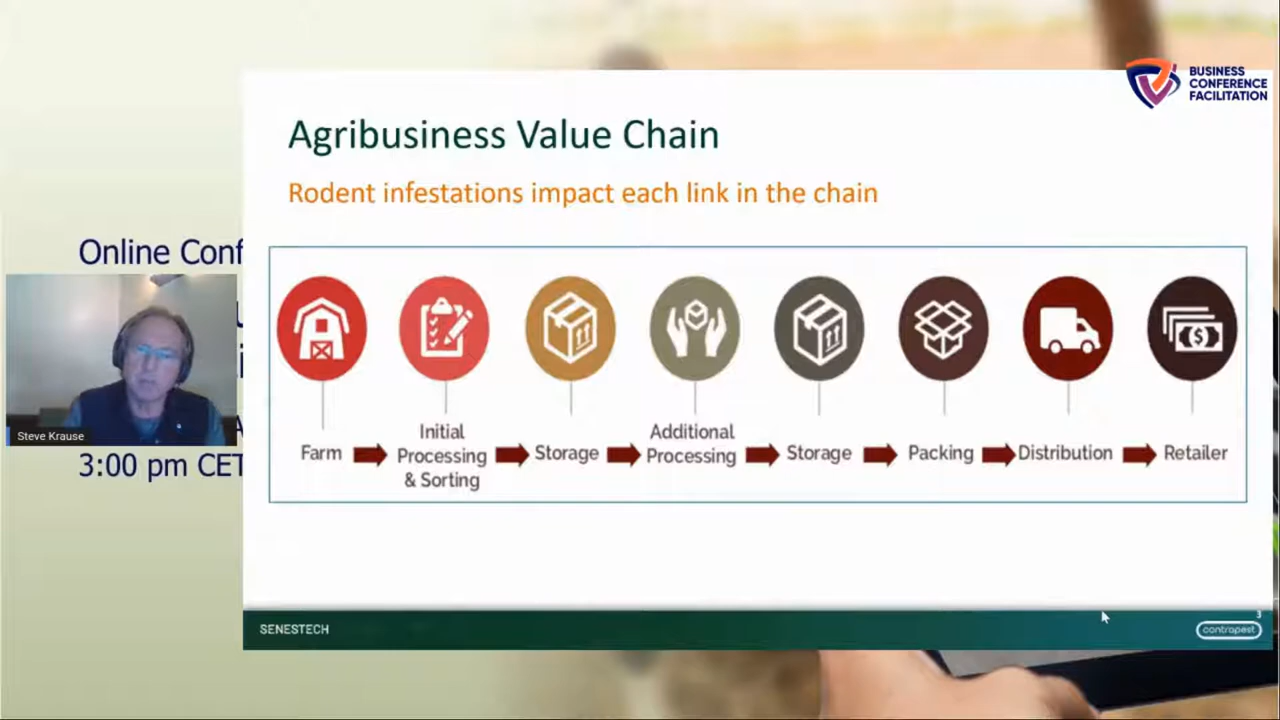 BUSINESS
CONFERENCE
FACILITATION
Agribusiness Value Chain
Rodent infestations impact each link in the chain
Online Conf
Steve Krause
3:00 pm CET
Farm
Initial
Processing
& Sorting
Storage
Additional
Processing
Storage
Packing
Distribution
Retailer
SENESTECH
3
contrapest